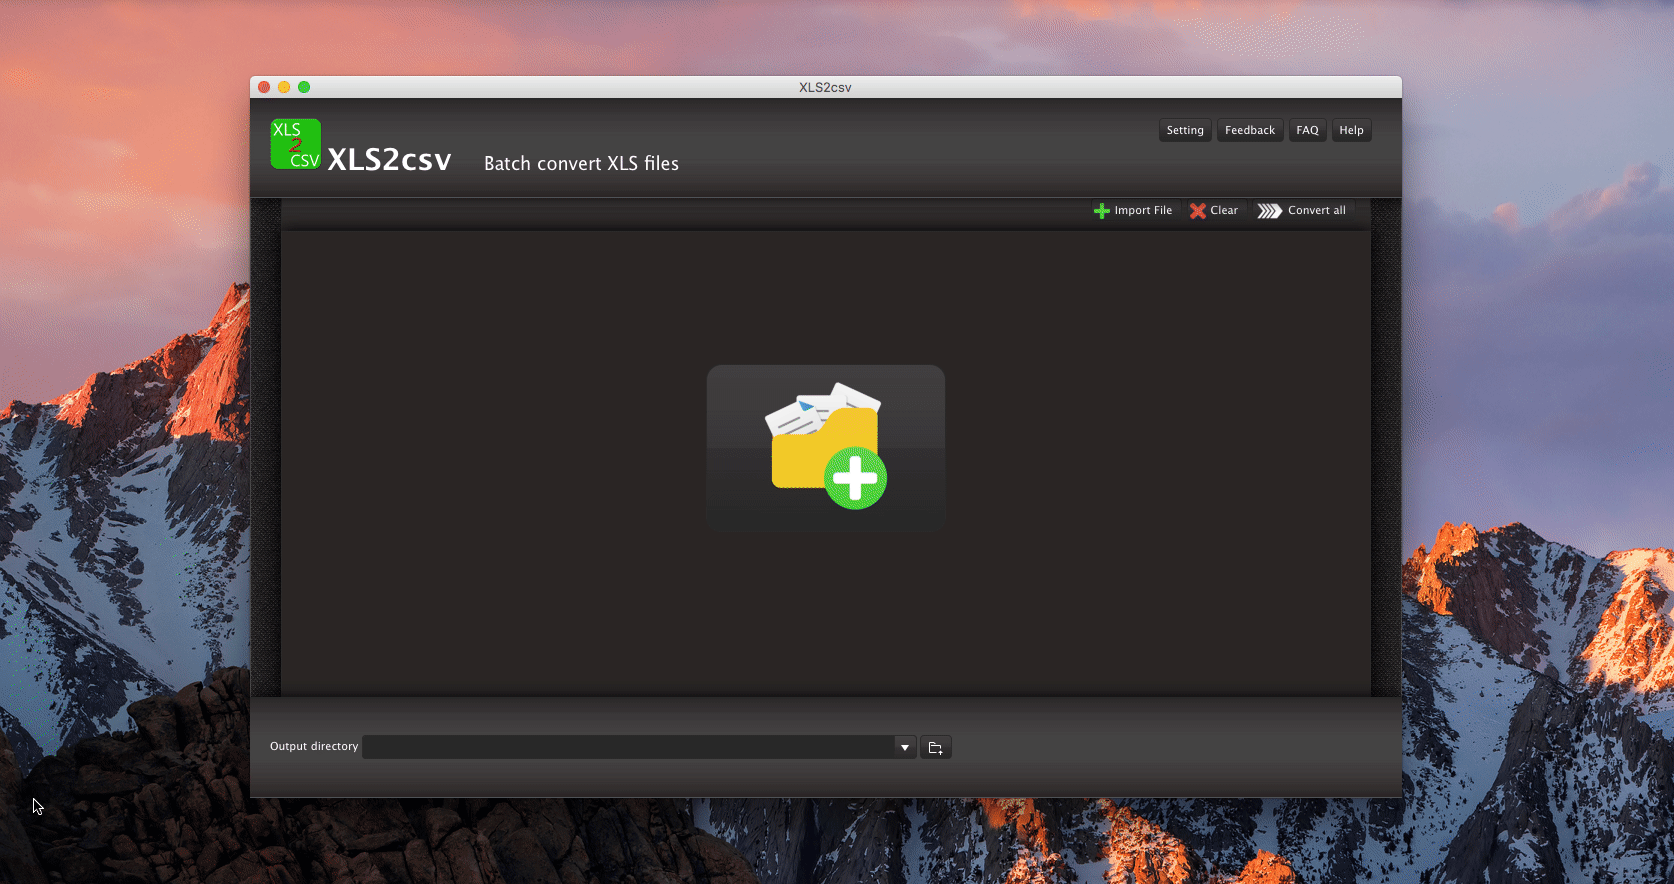 XLS2csv
XLS
2
CSV
XLS2csv
Batch convert XLS files
Setting
Feedback
FAQ
Help
Import File
Clear
Convert all
Output directory